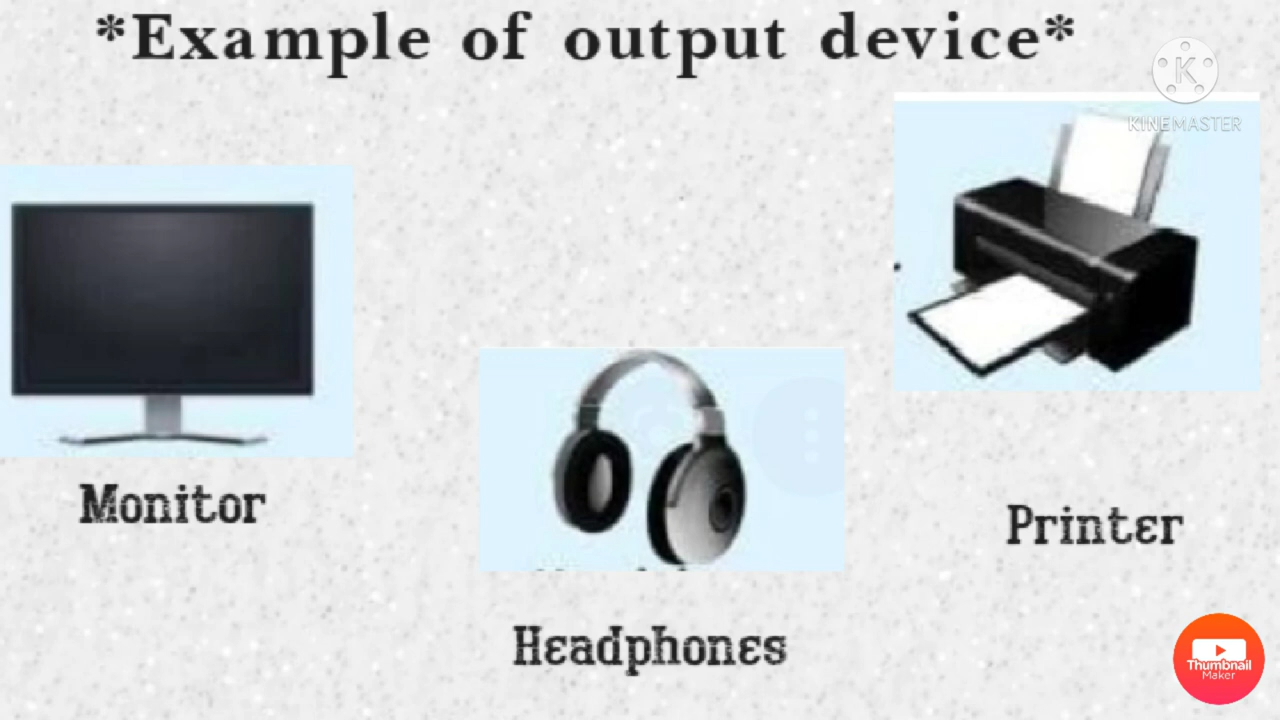 *Example of output device*
K
KINEMASTER
Monitor
Printer
Headphones
Thumbnail
Maker